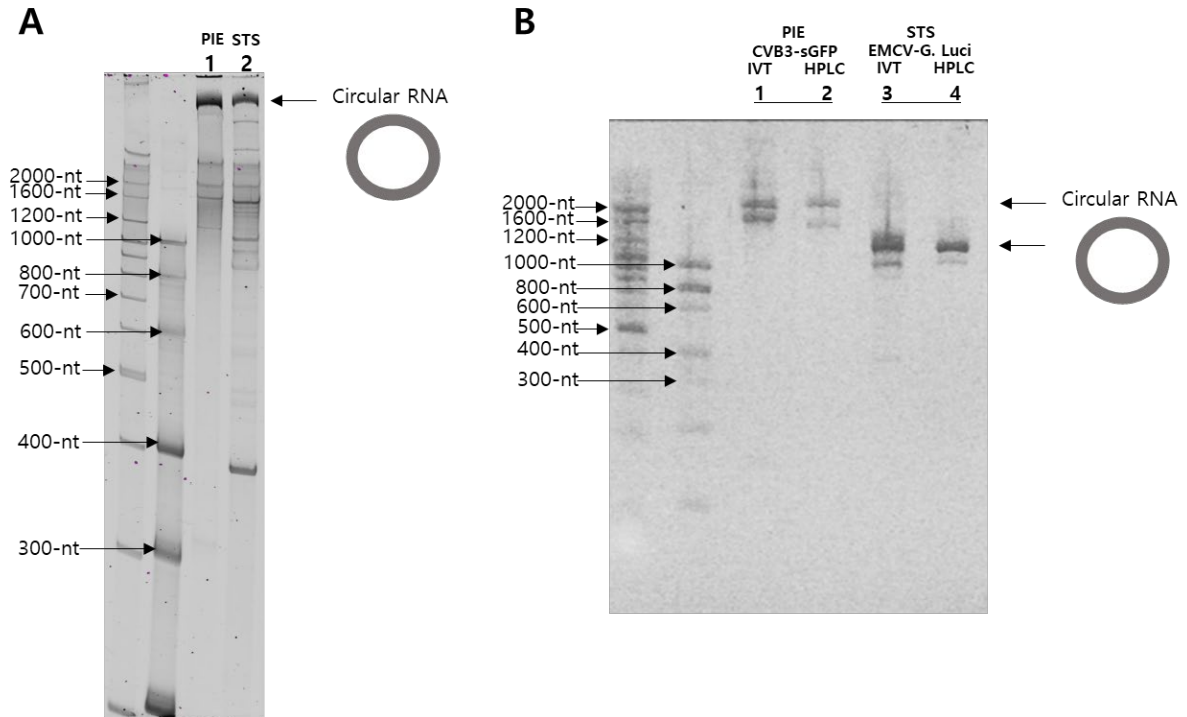 A
PIE STS
1 2
Circular RNA
2000-nt
1600-nt
1200-nt
1000-nt
800-nt
700-nt
600-nt
500-nt
400-nt
300-nt
B
PIE
CVB3-sGFP
IVT HPLC
1 2
STS
EMCV-G. Luci
IVT HPLC
3 4
Circular RNA
2000-nt
1600-nt
1200-nt
1000-nt
800-nt
600-nt
500-nt
400-nt
300-nt